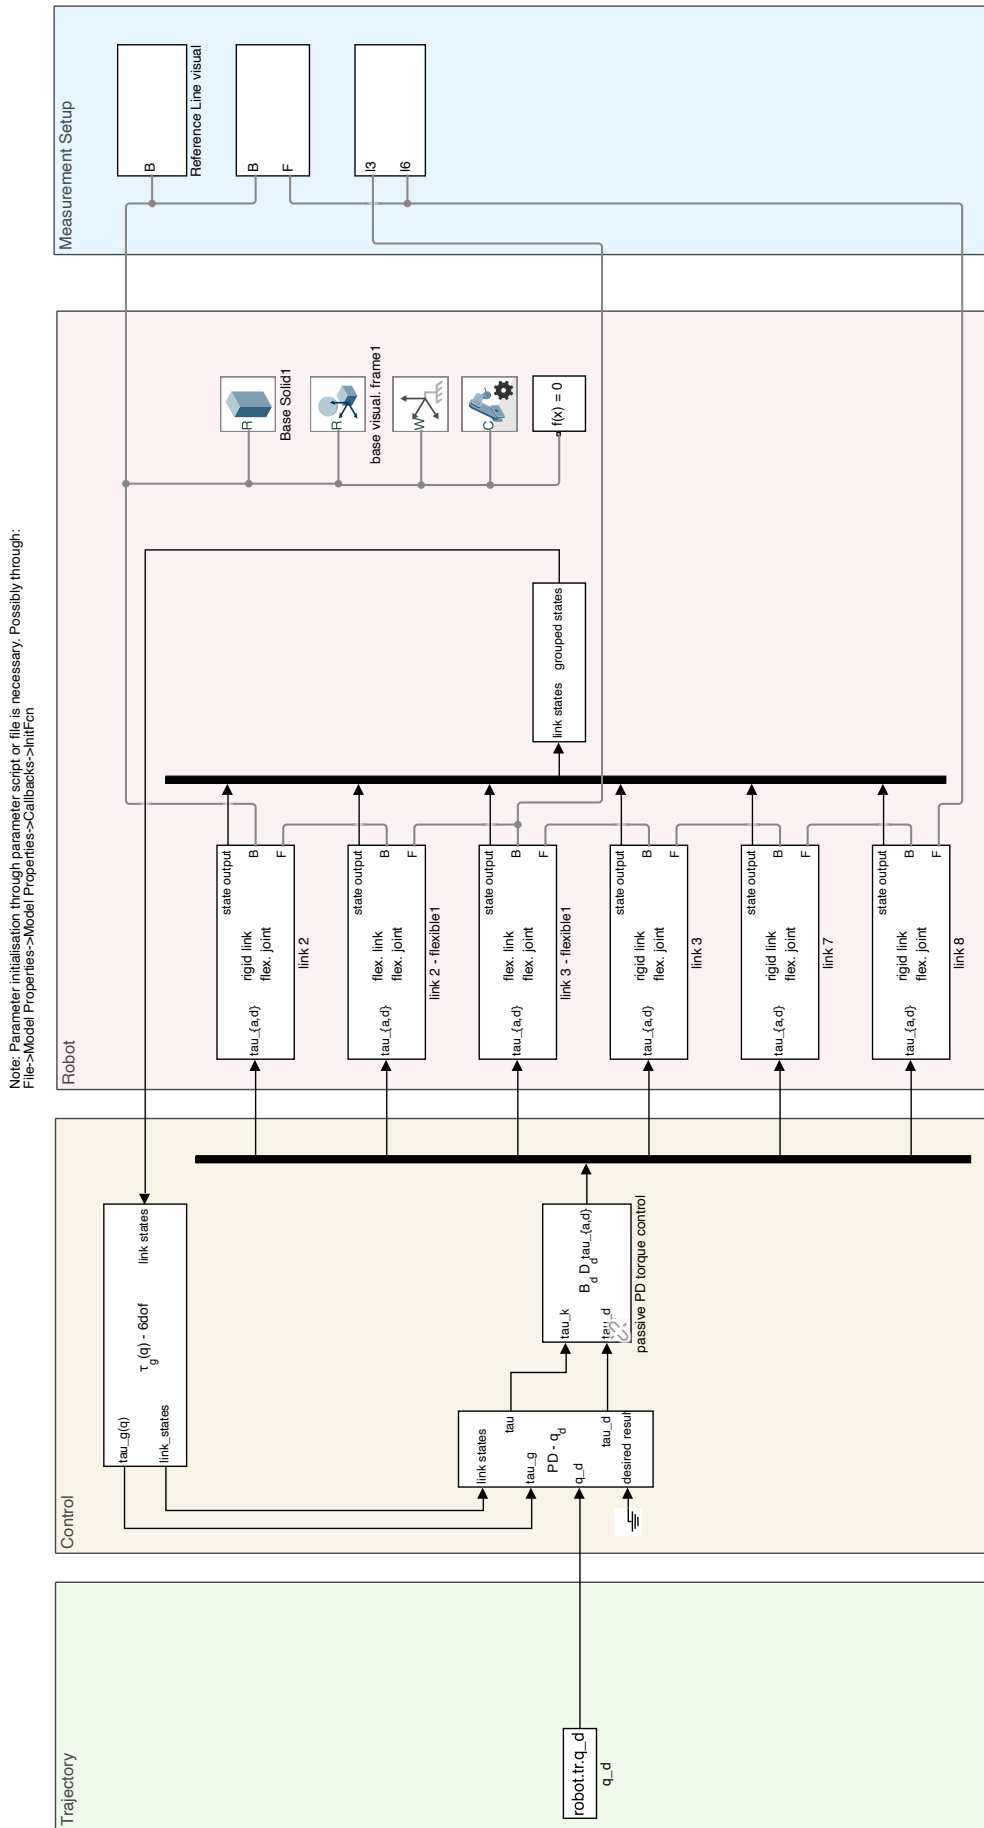 Note: Parameter initialisation through parameter script or file is necessary. Possibly through:
File->Model Properties->Model Properties->Callbacks->InitFcn
Trajectory
robot.tr.q_d
q_d
Control
tau_g(q)
link_states
τ_g(q) - 6dof
link states
link states
tau_g
q_d
desired resul
PD - q_d
tau
tau_d
tau_k
tau_d
B_d D_d
tau_{a,d}
passive PD torque control
Robot
tau_{a,d}
rigid link
flex. joint
state output
B
F
link 2
tau_{a,d}
flex. link
flex. joint
state output
B
F
link 2 - flexible1
tau_{a,d}
flex. link
flex. joint
state output
B
F
link 3 - flexible1
tau_{a,d}
rigid link
flex. joint
state output
B
F
link 3
tau_{a,d}
rigid link
flex. joint
state output
B
F
link 7
tau_{a,d}
rigid link
flex. joint
state output
B
F
link 8
link states grouped states
R
Base Solid1
R
base visual. frame1
W
C
f(x) = 0
Measurement Setup
B
Reference Line visual
B
F
I3
I6